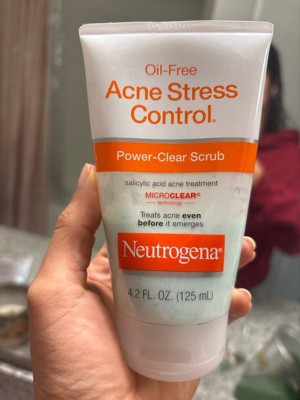 Oil-Free
Acne Stress
Control®
Power-Clear Scrub
salicylic acid acne treatment
MICROCLEAR®
technology
Treats acne even
before it emerges
Neutrogena®
4.2 FL. OZ. (125 mL)